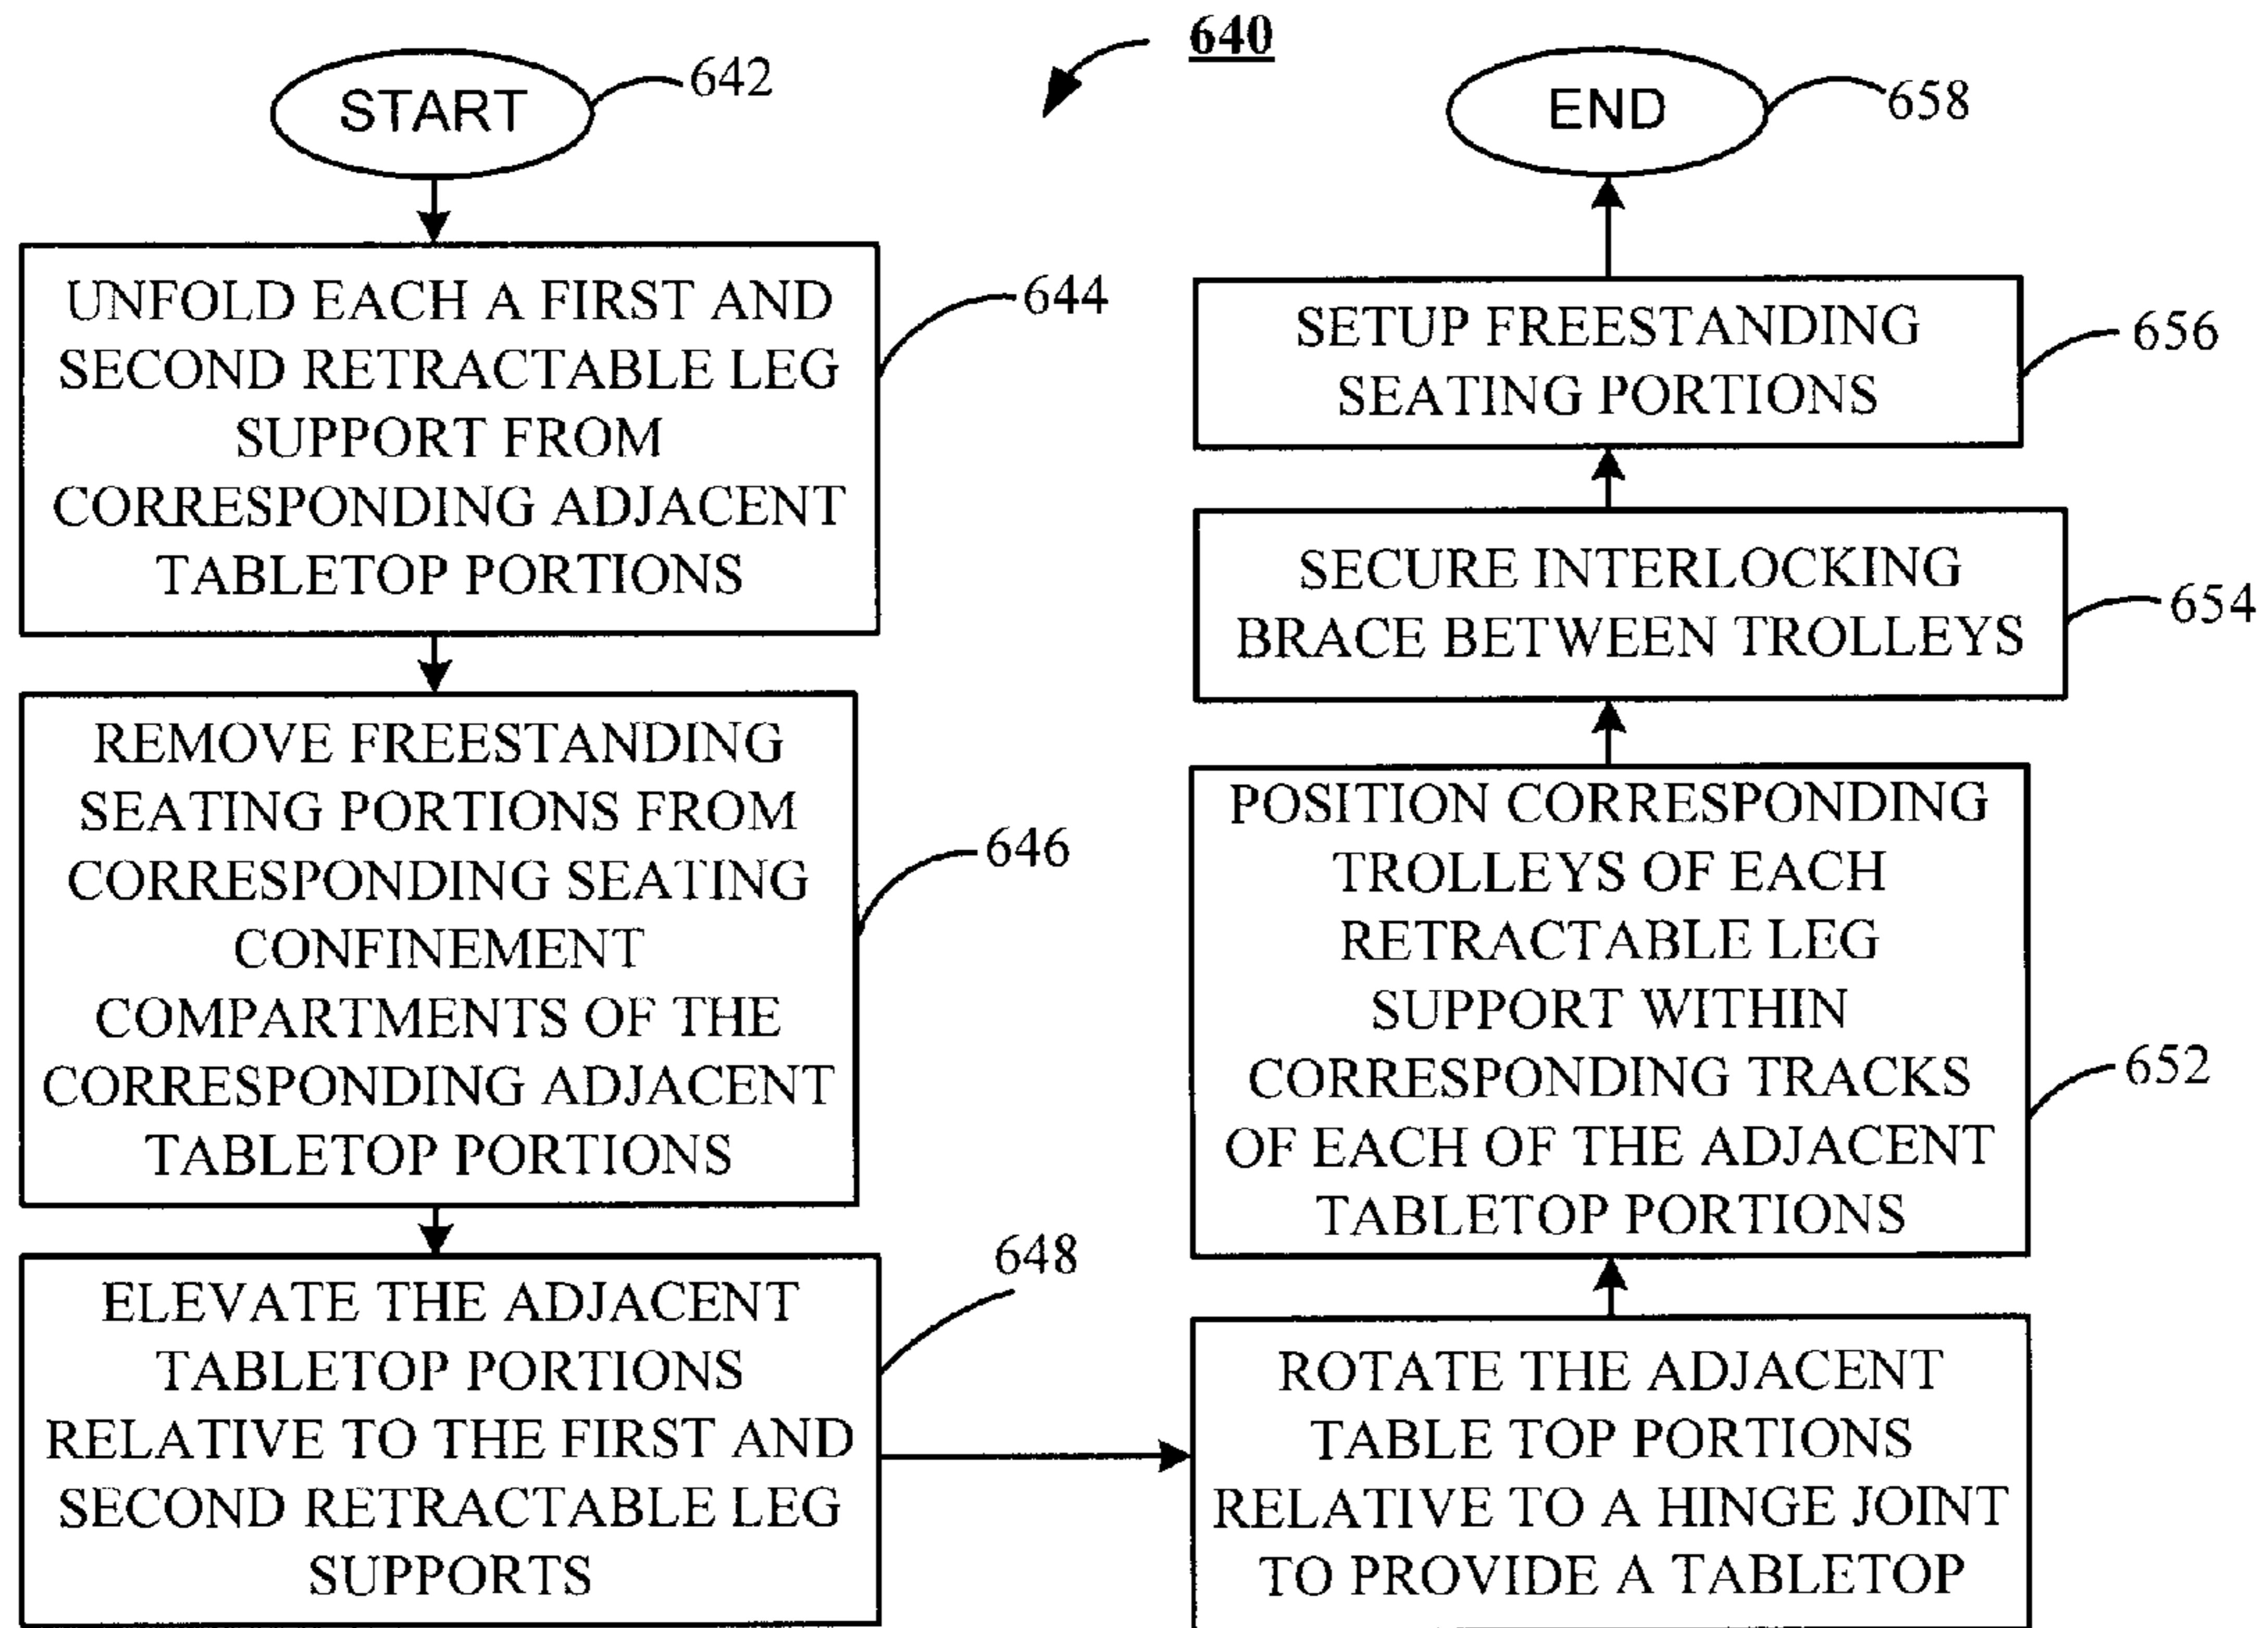 640
START
642
UNFOLD EACH A FIRST AND
SECOND RETRACTABLE LEG
SUPPORT FROM
CORRESPONDING ADJACENT
TABLETOP PORTIONS
644
REMOVE FREESTANDING
SEATING PORTIONS FROM
CORRESPONDING SEATING
CONFINEMENT
COMPARTMENTS OF THE
CORRESPONDING ADJACENT
TABLETOP PORTIONS
646
ELEVATE THE ADJACENT
TABLETOP PORTIONS
RELATIVE TO THE FIRST AND
SECOND RETRACTABLE LEG
SUPPORTS
648
ROTATE THE ADJACENT
TABLE TOP PORTIONS
RELATIVE TO A HINGE JOINT
TO PROVIDE A TABLETOP
POSITION CORRESPONDING
TROLLEYS OF EACH
RETRACTABLE LEG
SUPPORT WITHIN
CORRESPONDING TRACKS
OF EACH OF THE ADJACENT
TABLETOP PORTIONS
652
SECURE INTERLOCKING
BRACE BETWEEN TROLLEYS
654
SETUP FREESTANDING
SEATING PORTIONS
656
END
658